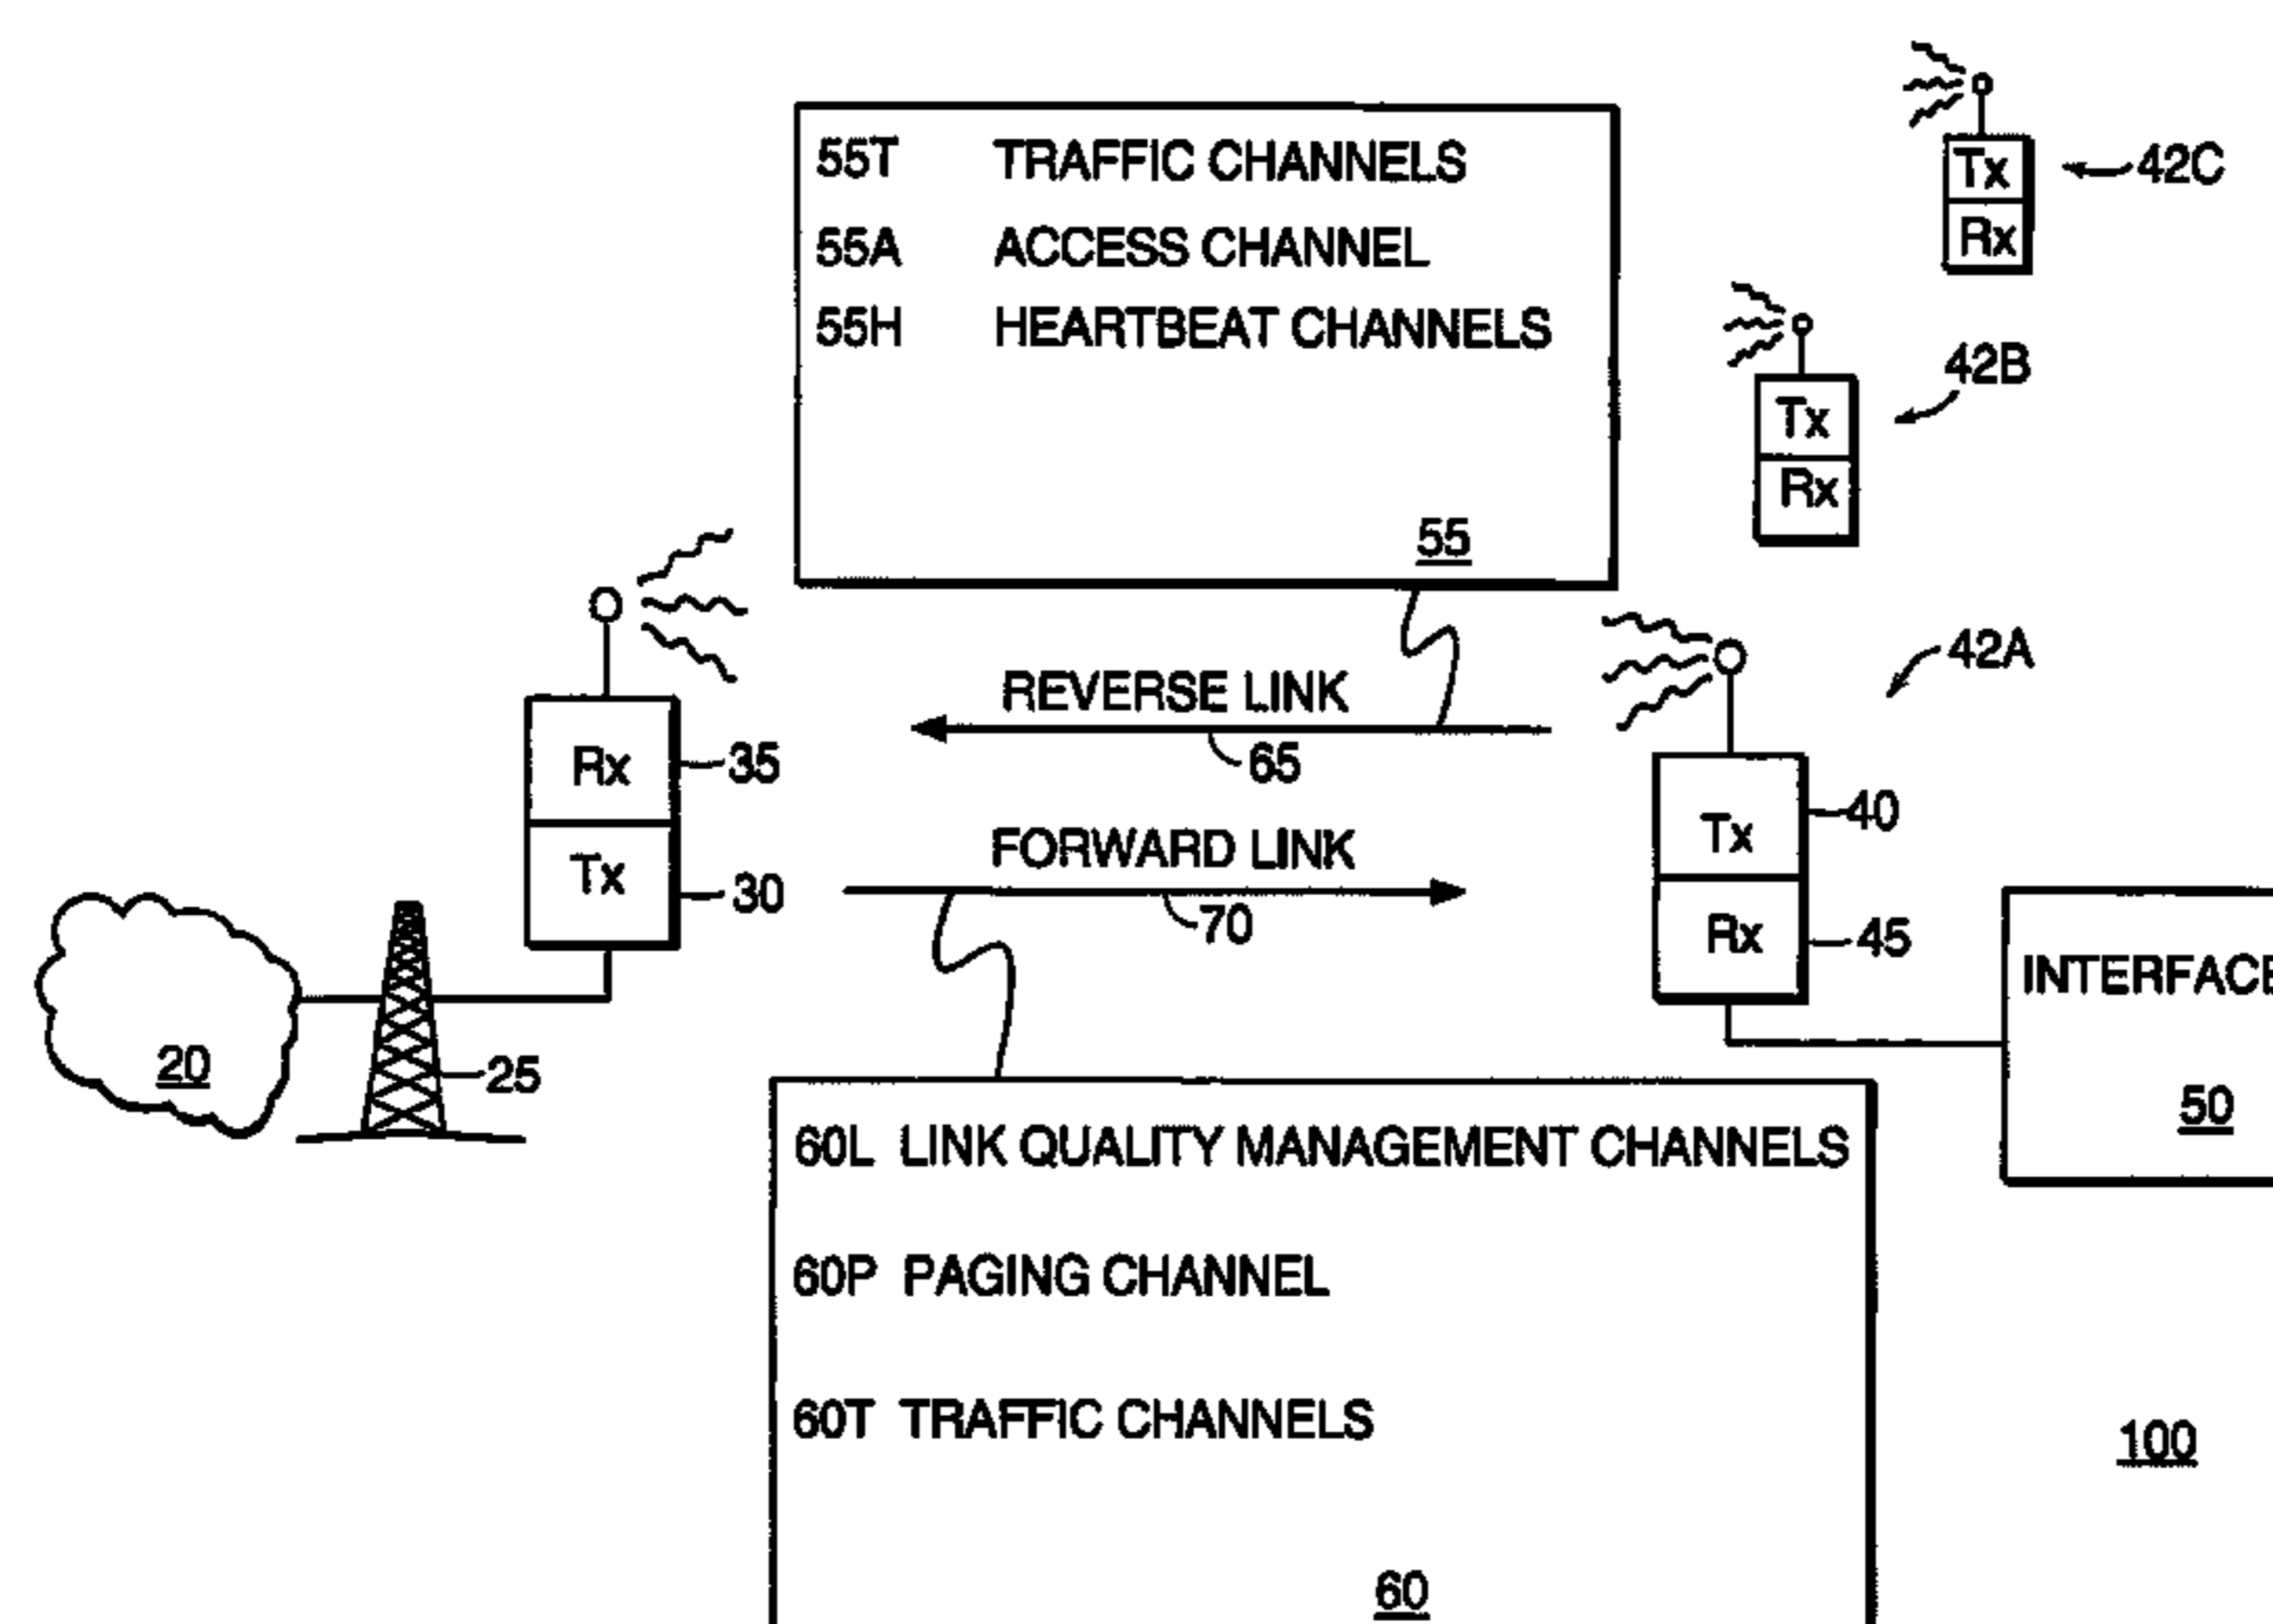 55T TRAFFIC CHANNELS
55A ACCESS CHANNEL
55H HEARTBEAT CHANNELS
55
Tx
Rx
42C
Tx
Rx
42B
42A
REVERSE LINK
65
Rx
35
Tx
30
FORWARD LINK
70
Tx
40
Rx
45
INTERFACE
50
20
25
60L LINK QUALITY MANAGEMENT CHANNELS
60P PAGING CHANNEL
60T TRAFFIC CHANNELS
60
100